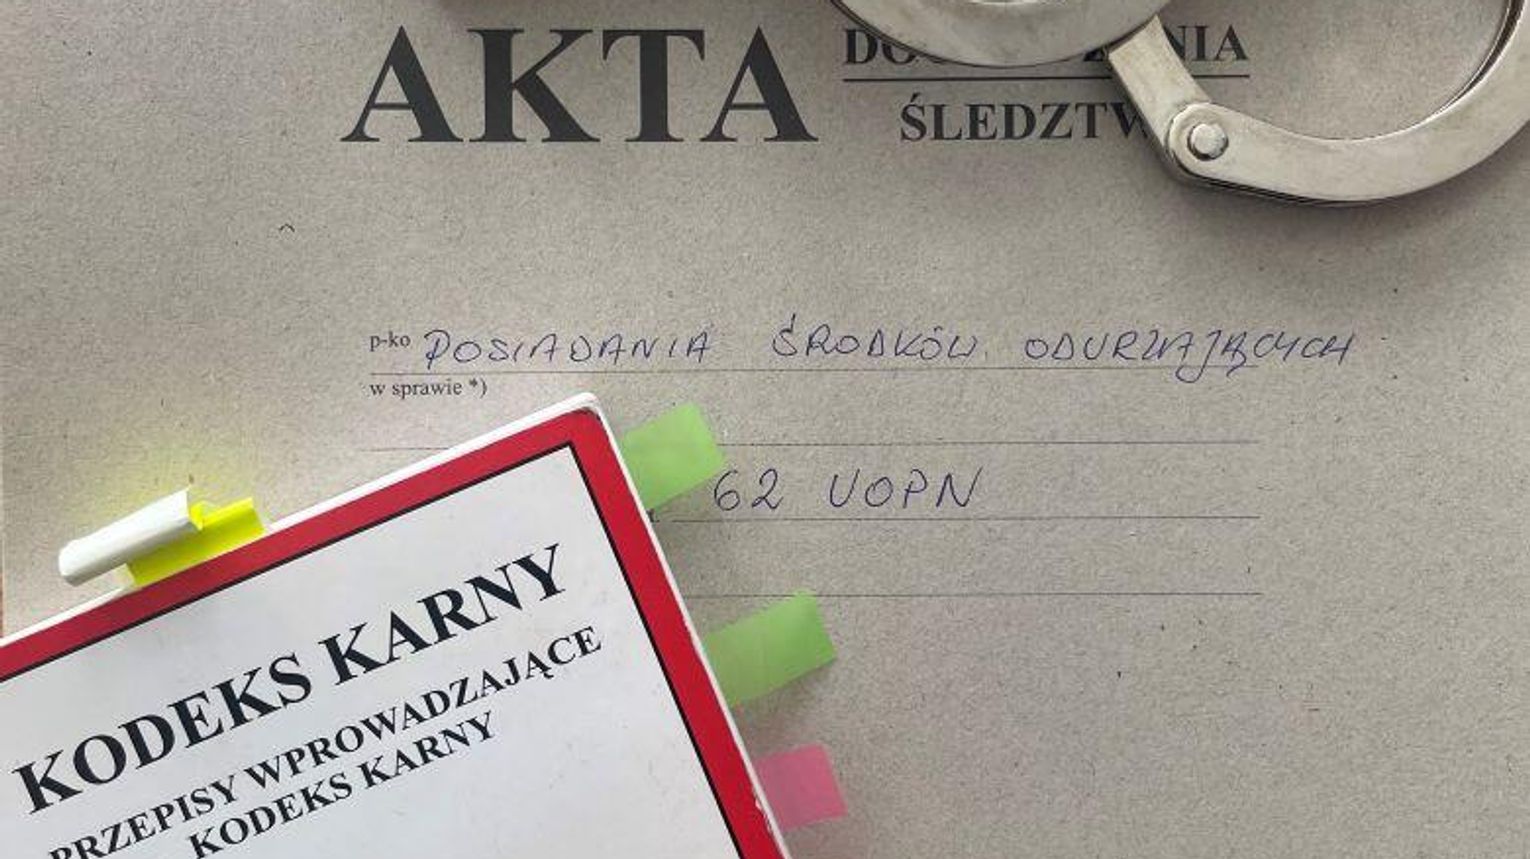 AKTA
ŚLEDZTW
p-ko POSIADANIA ŚRODKÓW ODURZAJĄCYCH
w sprawie *)
62 UOPN
KODEKS KARNY
PRZEPISY WPROWADZAJĄCE
KODEKS KARNY